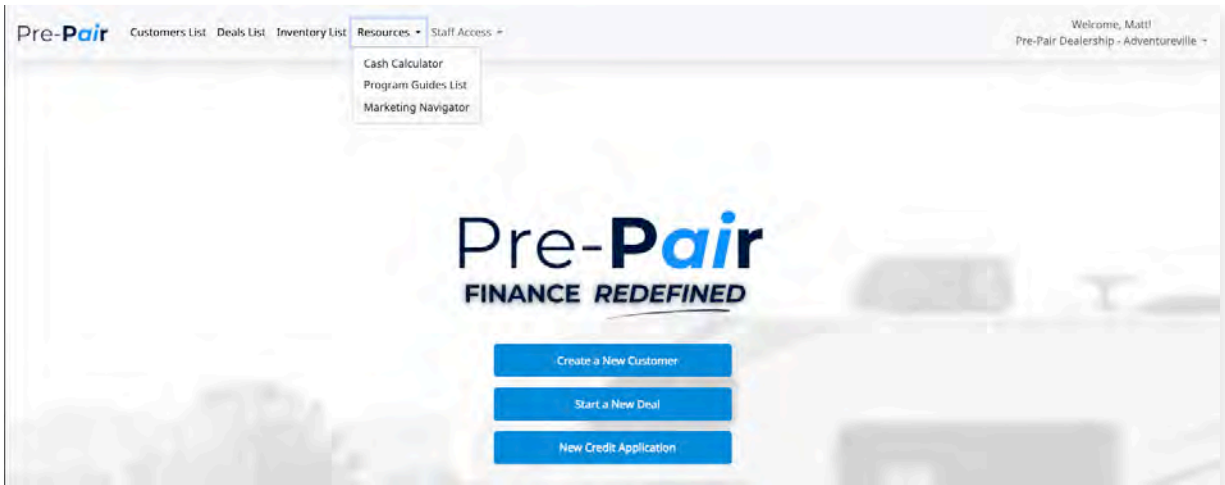 Pre-Pair Customers List Deals List Inventory List Resources Staff Access
Welcome, Matt!
Pre-Pair Dealership - Adventureville
Cash Calculator
Program Guides List
Marketing Navigator
Pre-Pair
FINANCE REDEFINED
Create a New Customer
Start a New Deal
New Credit Application